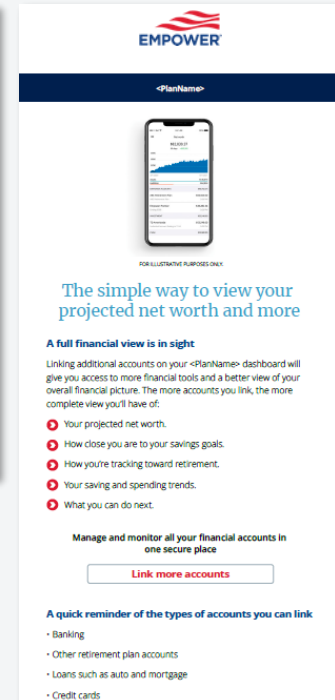 EMPOWER
<PlanName>
FOR ILLUSTRATIVE PURPOSES ONLY.
The simple way to view your
projected net worth and more
A full financial view is in sight
Linking additional accounts on your <PlanName> dashboard will
give you access to more financial tools and a better view of your
overall financial picture. The more accounts you link, the more
complete view you'll have of:
Your projected net worth.
How close you are to your savings goals.
How you're tracking toward retirement.
Your saving and spending trends.
What you can do next.
Manage and monitor all your financial accounts in
one secure place
Link more accounts
A quick reminder of the types of accounts you can link
• Banking
• Other retirement plan accounts
• Loans such as auto and mortgage
• Credit cards